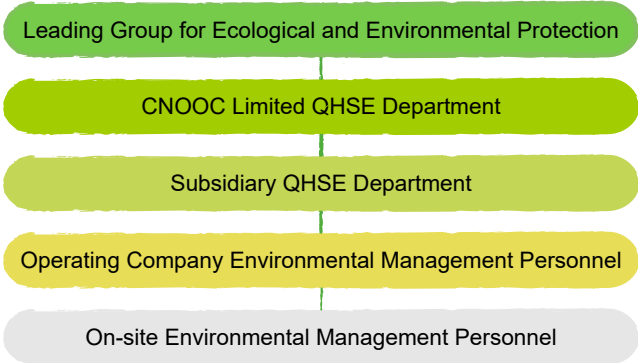 Leading Group for Ecological and Environmental Protection
CNOOC Limited QHSE Department
Subsidiary QHSE Department
Operating Company Environmental Management Personnel
On-site Environmental Management Personnel